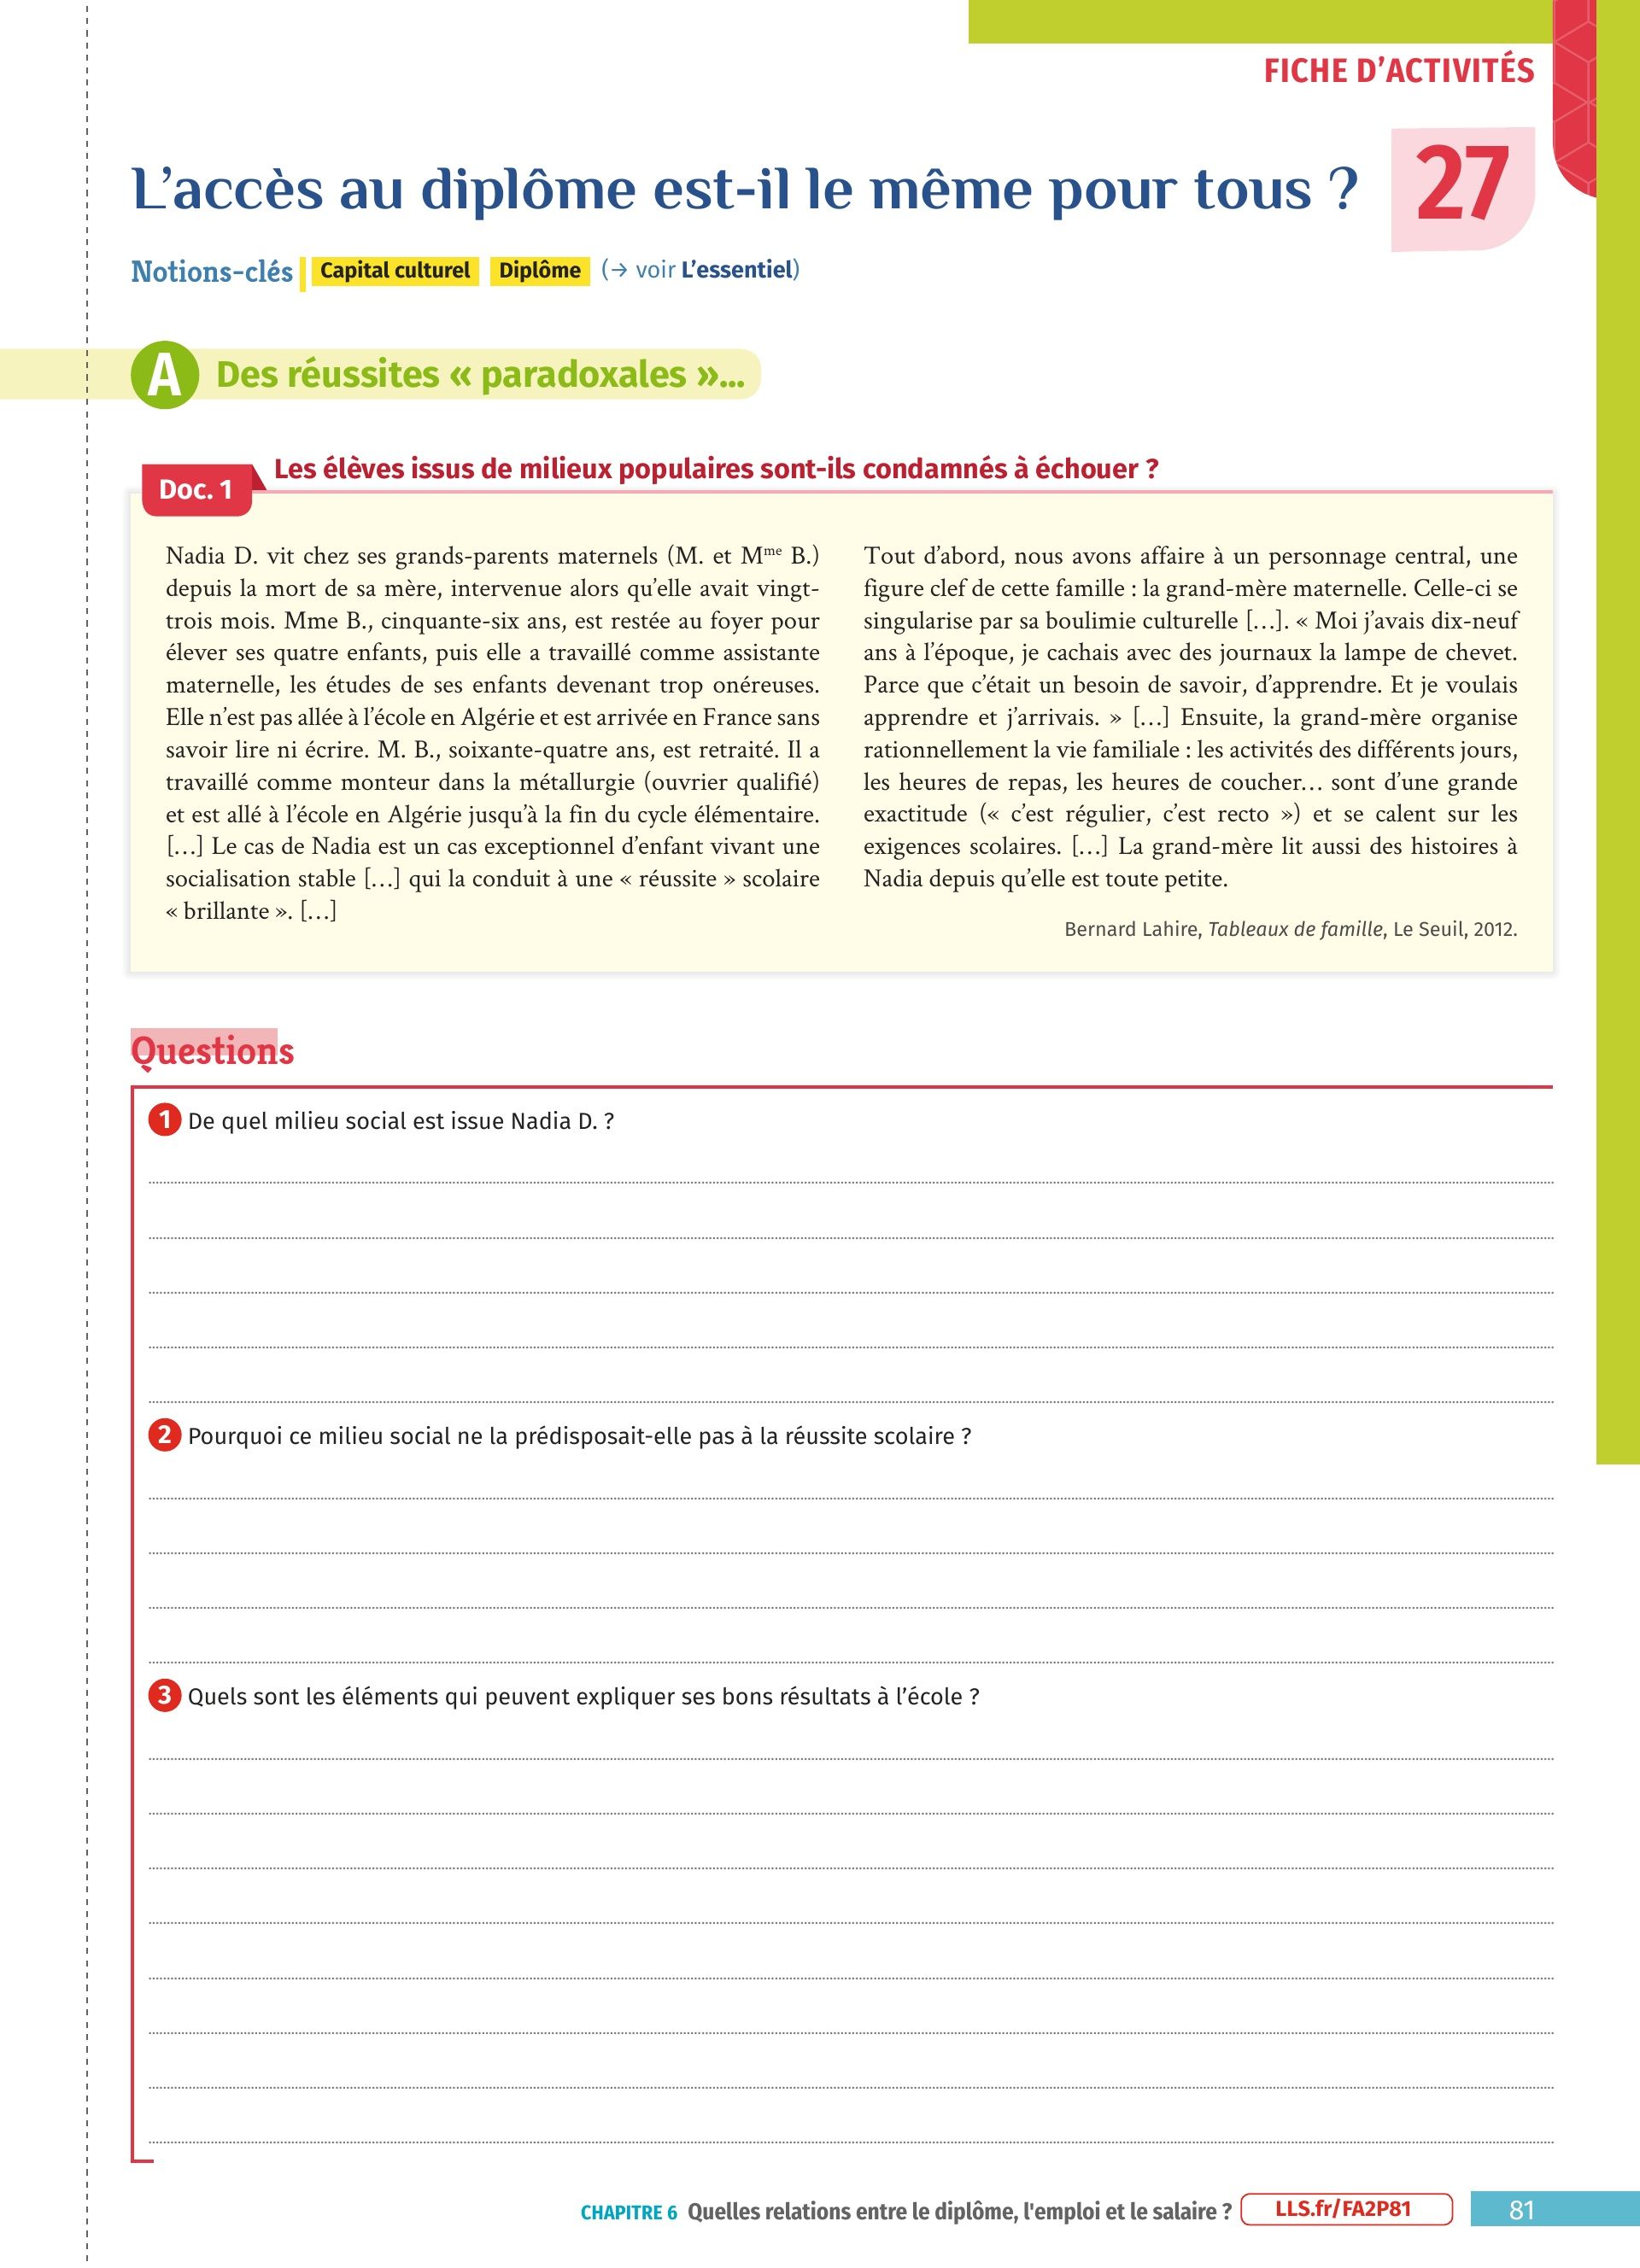 FICHE D'ACTIVITÉS
L'accès au diplôme est-il le même pour tous ?
27
Notions-clés Capital culturel Diplôme (→ voir L'essentiel)
A Des réussites « paradoxales »...
Doc. 1 Les élèves issus de milieux populaires sont-ils condamnés à échouer ?
Nadia D. vit chez ses grands-parents maternels (M. et Mme B.)
depuis la mort de sa mère, intervenue alors qu'elle avait vingt-
trois mois. Mme B., cinquante-six ans, est restée au foyer pour
élever ses quatre enfants, puis elle a travaillé comme assistante
maternelle, les études de ses enfants devenant trop onéreuses.
Elle n'est pas allée à l'école en Algérie et est arrivée en France sans
savoir lire ni écrire. M. B., soixante-quatre ans, est retraité. Il a
travaillé comme monteur dans la métallurgie (ouvrier qualifié)
et est allé à l'école en Algérie jusqu'à la fin du cycle élémentaire.
[…] Le cas de Nadia est un cas exceptionnel d'enfant vivant une
socialisation stable […] qui la conduit à une « réussite » scolaire
« brillante ». […]
Tout d'abord, nous avons affaire à un personnage central, une
figure clef de cette famille : la grand-mère maternelle. Celle-ci se
singularise par sa boulimie culturelle […]. « Moi j'avais dix-neuf
ans à l'époque, je cachais avec des journaux la lampe de chevet.
Parce que c'était un besoin de savoir, d'apprendre. Et je voulais
apprendre et j'arrivais. » […] Ensuite, la grand-mère organise
rationnellement la vie familiale : les activités des différents jours,
les heures de repas, les heures de coucher… sont d'une grande
exactitude (« c'est régulier, c'est recto ») et se calent sur les
exigences scolaires. […] La grand-mère lit aussi des histoires à
Nadia depuis qu'elle est toute petite.
Bernard Lahire, Tableaux de famille, Le Seuil, 2012.
Questions
1 De quel milieu social est issue Nadia D. ?
2 Pourquoi ce milieu social ne la prédisposait-elle pas à la réussite scolaire ?
3 Quels sont les éléments qui peuvent expliquer ses bons résultats à l'école ?
CHAPITRE 6 Quelles relations entre le diplôme, l'emploi et le salaire ? LLS.fr/FA2P81 81